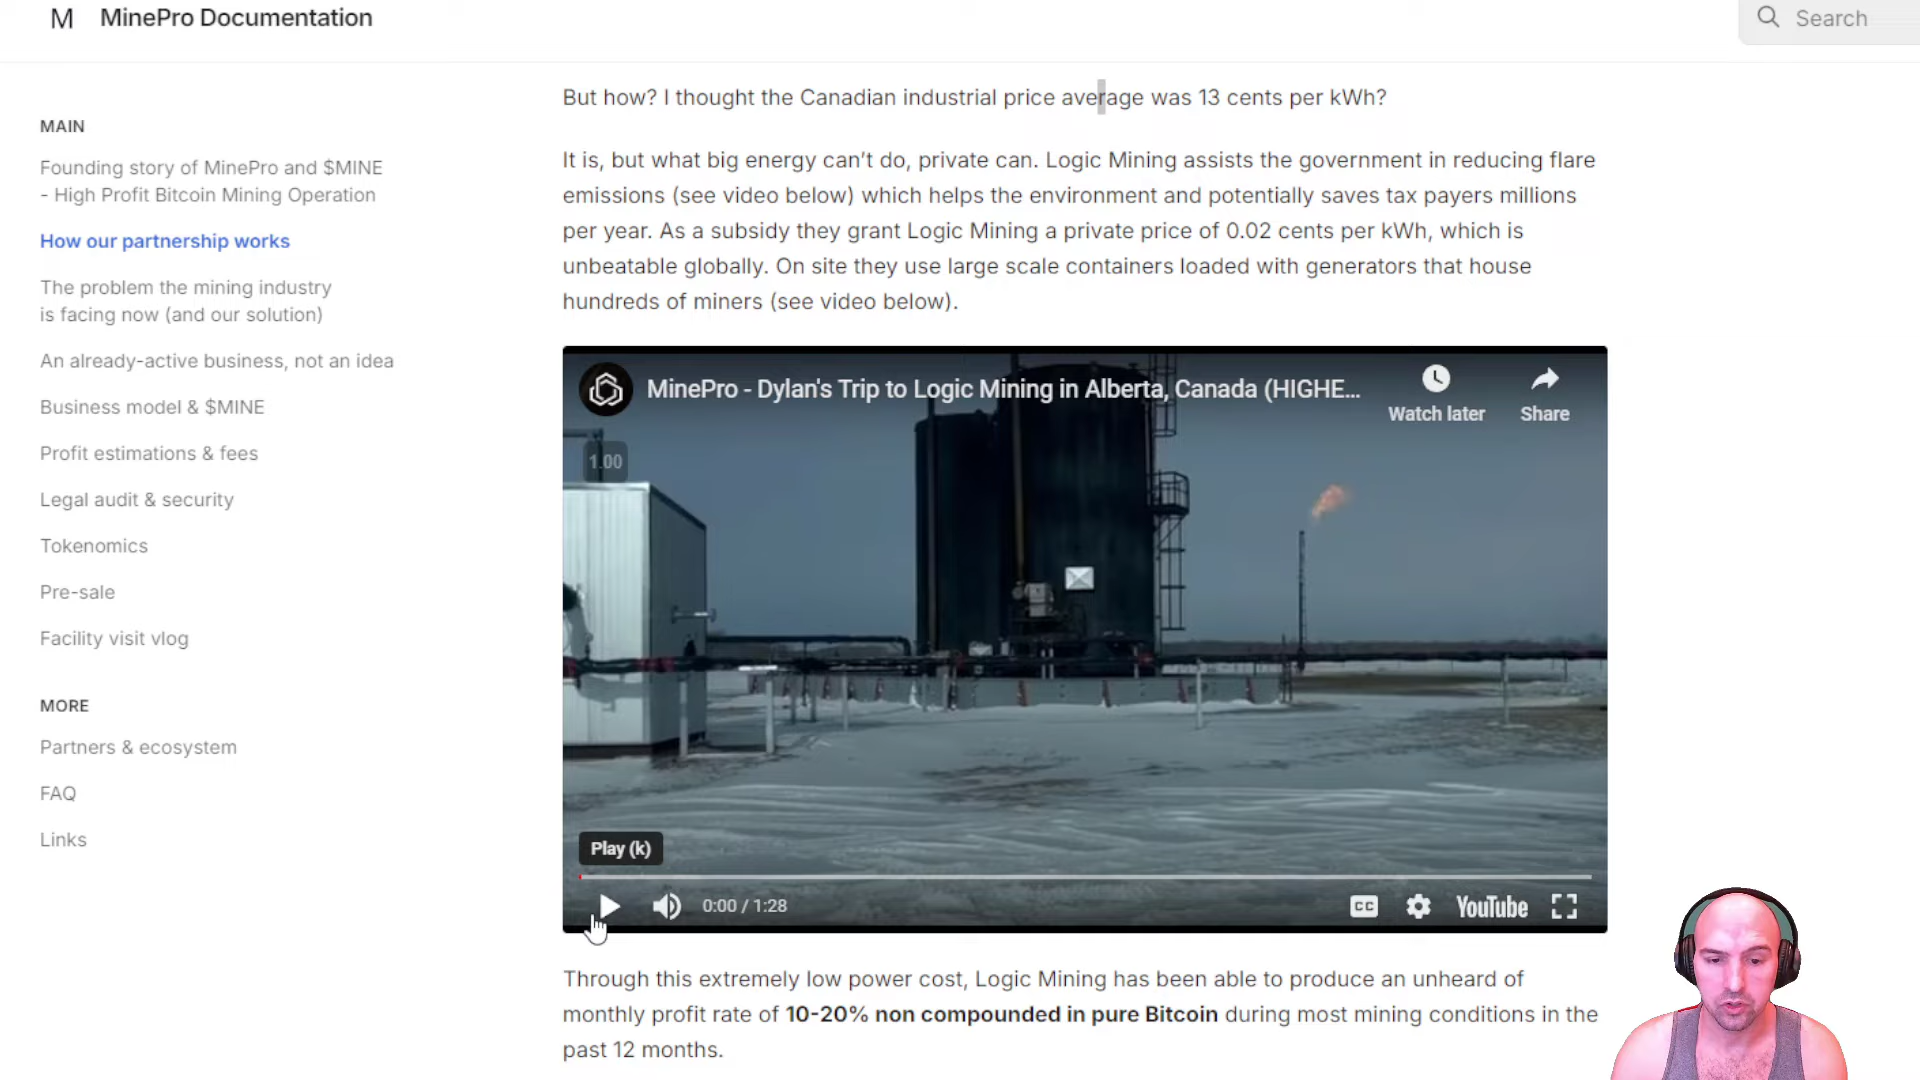 M MinePro Documentation
Search
MAIN
Founding story of MinePro and $MINE
- High Profit Bitcoin Mining Operation
How our partnership works
The problem the mining industry
is facing now (and our solution)
An already-active business, not an idea
Business model & $MINE
Profit estimations & fees
Legal audit & security
Tokenomics
Pre-sale
Facility visit vlog
MORE
Partners & ecosystem
FAQ
Links
But how? I thought the Canadian industrial price average was 13 cents per kWh?
It is, but what big energy can’t do, private can. Logic Mining assists the government in reducing flare
emissions (see video below) which helps the environment and potentially saves tax payers millions
per year. As a subsidy they grant Logic Mining a private price of 0.02 cents per kWh, which is
unbeatable globally. On site they use large scale containers loaded with generators that house
hundreds of miners (see video below).
MinePro - Dylan's Trip to Logic Mining in Alberta, Canada (HIGHE...
Watch later
Share
1.00
Play (k)
0:00 / 1:28
CC
YouTube
Through this extremely low power cost, Logic Mining has been able to produce an unheard of
monthly profit rate of 10-20% non compounded in pure Bitcoin during most mining conditions in the
past 12 months.